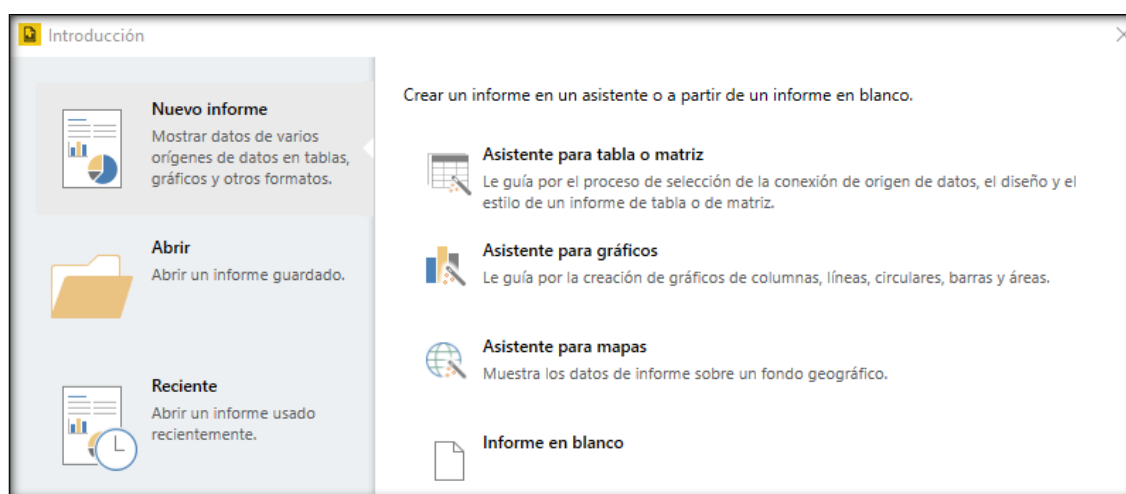 Introducción
Nuevo informe
Mostrar datos de varios
orígenes de datos en tablas,
gráficos y otros formatos.
Abrir
Abrir un informe guardado.
Reciente
Abrir un informe usado
recientemente.
Crear un informe en un asistente o a partir de un informe en blanco.
Asistente para tabla o matriz
Le guía por el proceso de selección de la conexión de origen de datos, el diseño y el
estilo de un informe de tabla o de matriz.
Asistente para gráficos
Le guía por la creación de gráficos de columnas, líneas, circulares, barras y áreas.
Asistente para mapas
Muestra los datos de informe sobre un fondo geográfico.
Informe en blanco